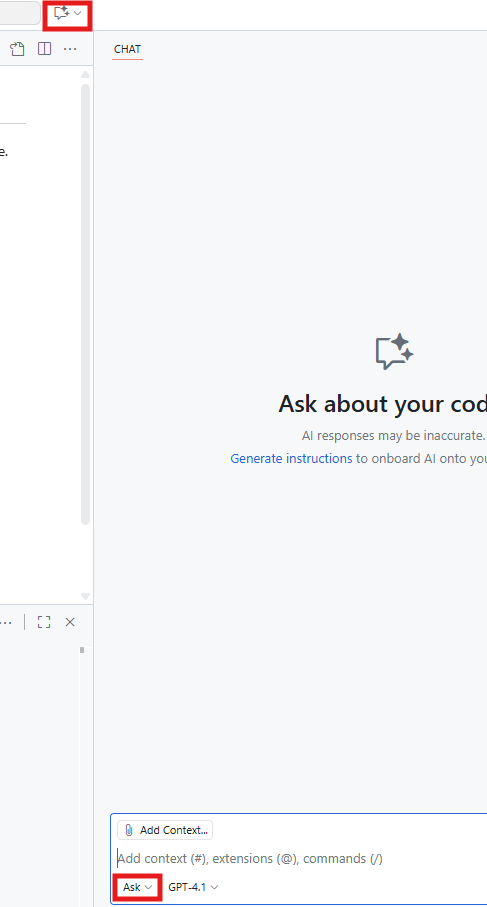 CHAT
e.
Ask about your cod
AI responses may be inaccurate.
Generate instructions to onboard AI onto you
Add Context...
Add context (#), extensions (@), commands (/)
Ask GPT-4.1